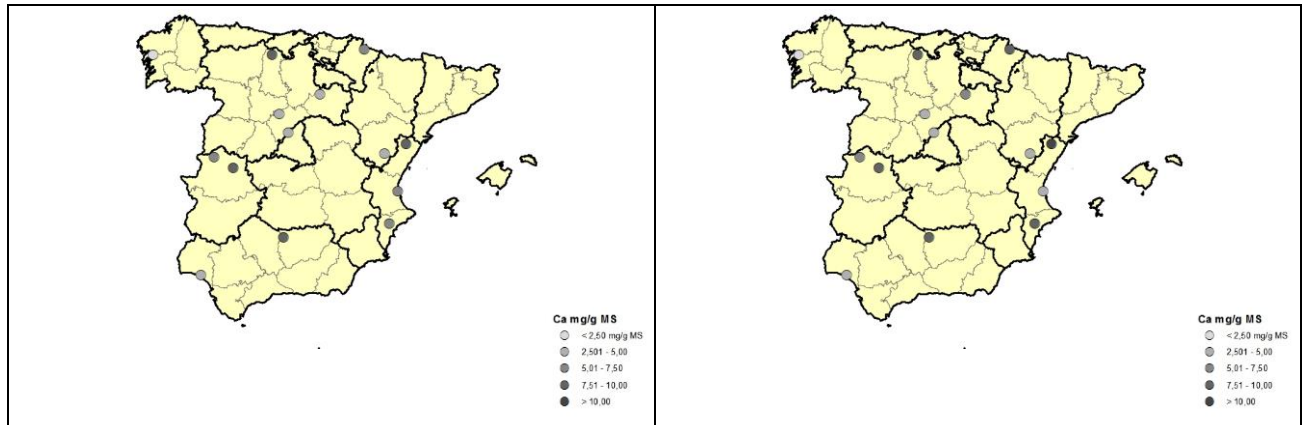 Ca mg/g MS
< 2,50 mg/g MS
2,501 - 5,00
5,01 - 7,50
7,51 - 10,00
> 10,00
Ca mg/g MS
< 2,50 mg/g MS
2,501 - 5,00
5,01 - 7,50
7,51 - 10,00
> 10,00